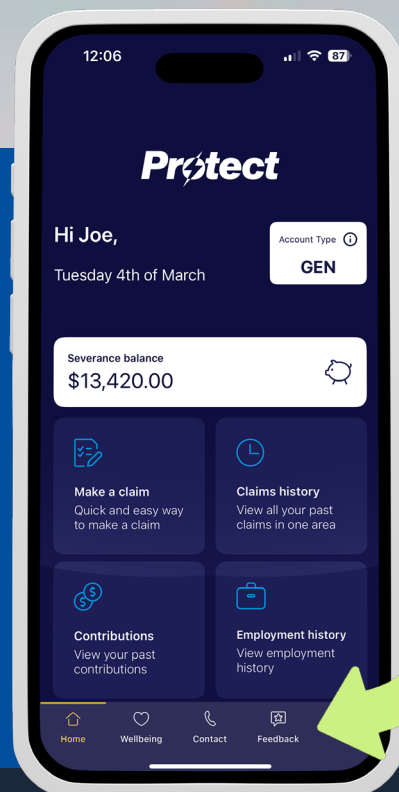 12:06
87
Protect
Hi Joe,
Account Type
GEN
Tuesday 4th of March
Severance balance
$13,420.00
Make a claim
Quick and easy way
to make a claim
Claims history
View all your past
claims in one area
Contributions
View your past
contributions
Employment history
View employment
history
Home
Wellbeing
Contact
Feedback